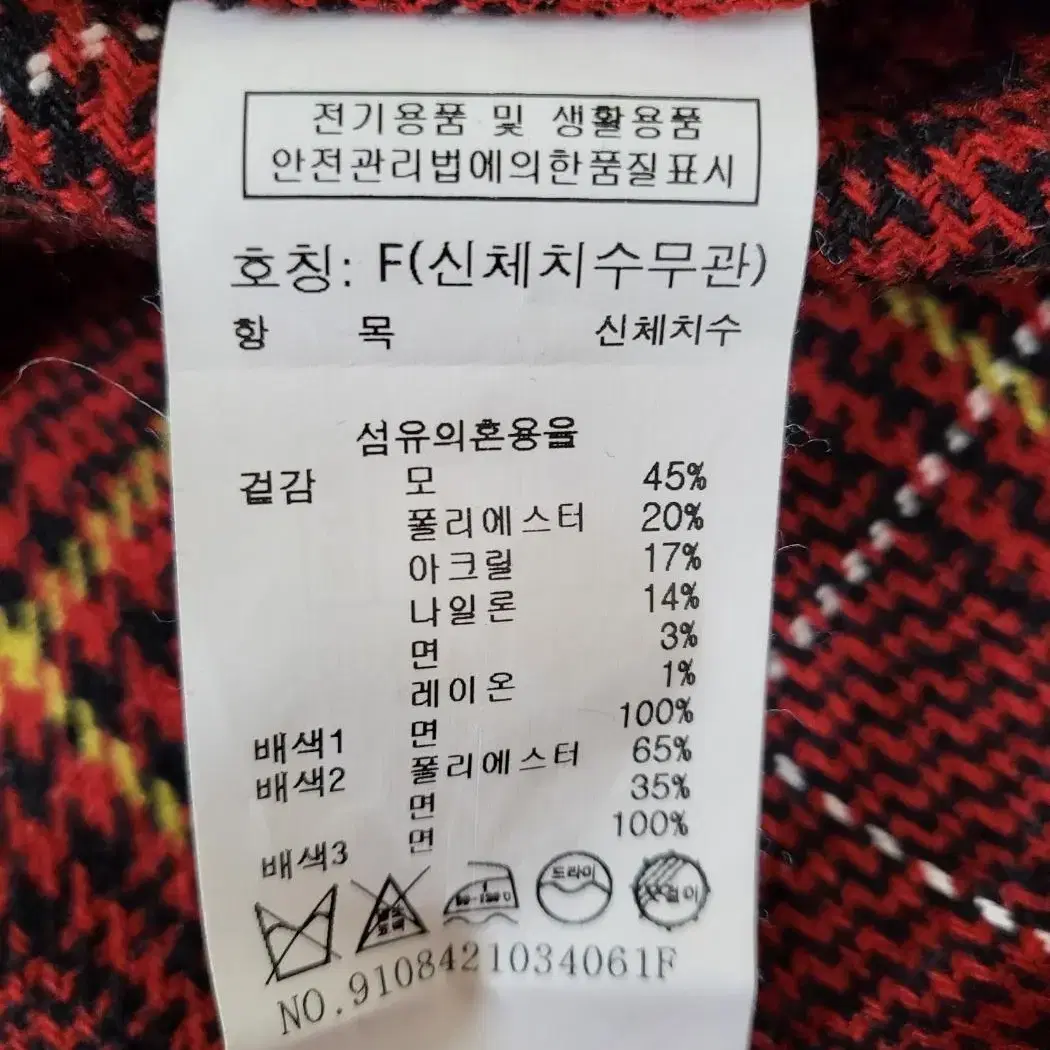 전기용품 및 생활용품
안전관리법에의한품질표시
호칭: F(신체치수무관)
항 목 신체치수
섬유의혼용율
겉감 모 45%
폴리에스터 20%
아크릴 17%
나일론 14%
면 3%
레이온 1%
배색1 면 100%
배색2 폴리에스터 65%
면 35%
배색3 면 100%
드라이
옷걸이
NO.9108421034061F